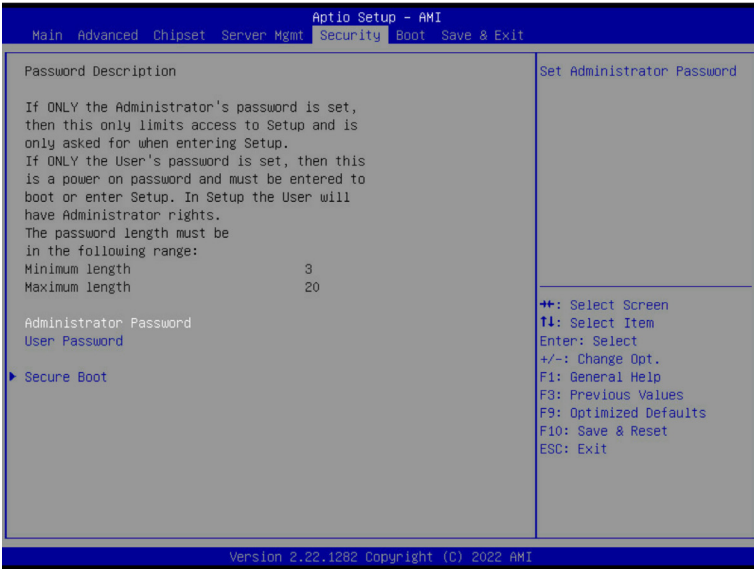 Aptio Setup - AMI
Main Advanced Chipset Server Mgmt Security Boot Save & Exit
Password Description
If ONLY the Administrator's password is set,
then this only limits access to Setup and is
only asked for when entering Setup.
If ONLY the User's password is set, then this
is a power on password and must be entered to
boot or enter Setup. In Setup the User will
have Administrator rights.
The password length must be
in the following range:
Minimum length 3
Maximum length 20
Administrator Password
User Password
▶ Secure Boot
Set Administrator Password
→←: Select Screen
↑↓: Select Item
Enter: Select
+/-: Change Opt.
F1: General Help
F3: Previous Values
F9: Optimized Defaults
F10: Save & Reset
ESC: Exit
Version 2.22.1282 Copyright (C) 2022 AMI